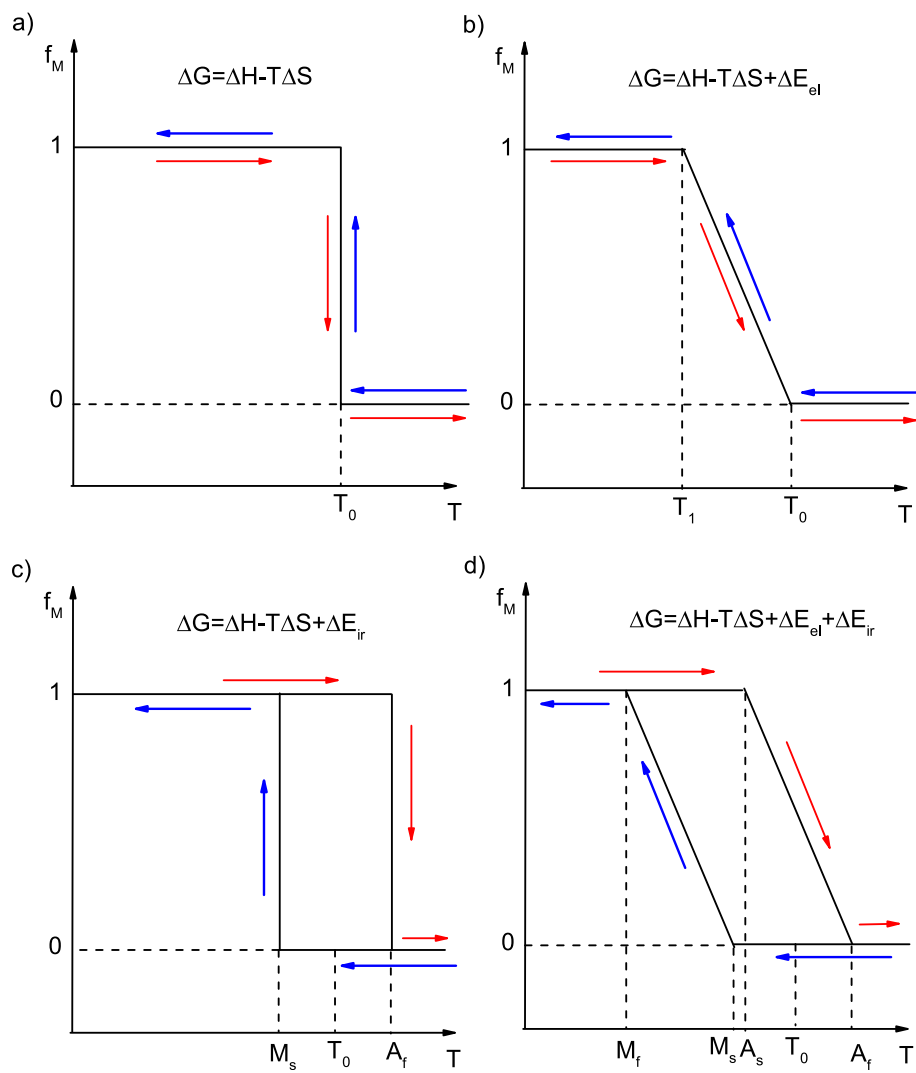 a)
f_M
ΔG=ΔH-TΔS
1
0
T_0
T
b)
f_M
ΔG=ΔH-TΔS+ΔE_el
1
0
T_1
T_0
T
c)
f_M
ΔG=ΔH-TΔS+ΔE_ir
1
0
M_s
T_0
A_f
T
d)
f_M
ΔG=ΔH-TΔS+ΔE_el+ΔE_ir
1
0
M_f
M_s
A_s
T_0
A_f
T